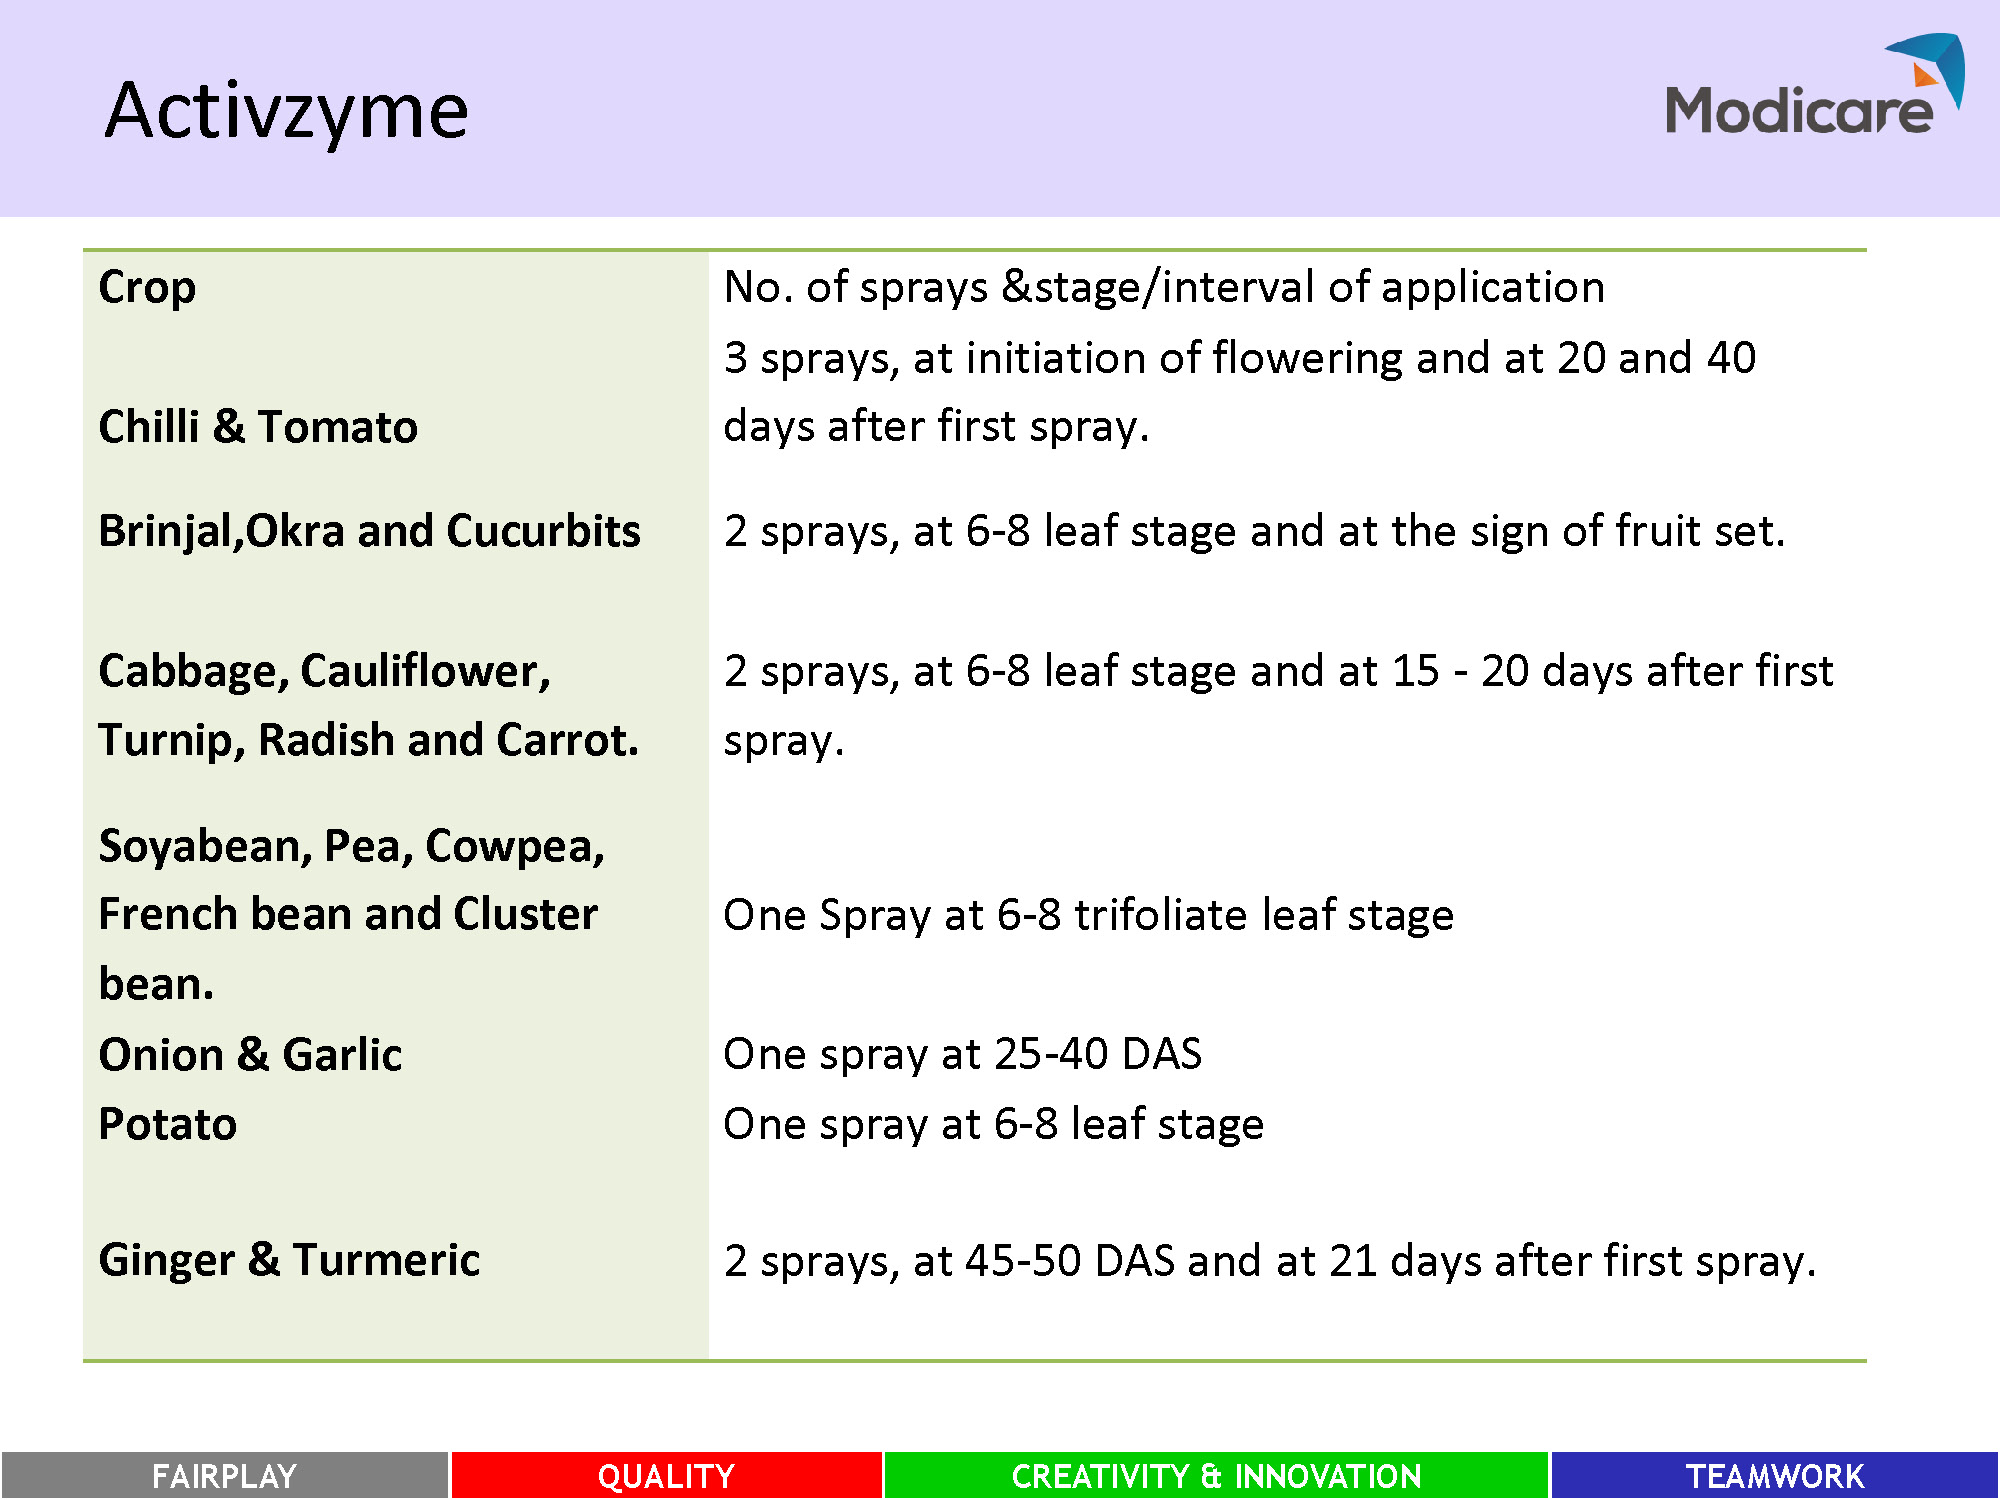 Activzyme
Modicare
Crop
No. of sprays &stage/interval of application
Chilli & Tomato
3 sprays, at initiation of flowering and at 20 and 40
days after first spray.
Brinjal,Okra and Cucurbits
2 sprays, at 6-8 leaf stage and at the sign of fruit set.
Cabbage, Cauliflower,
Turnip, Radish and Carrot.
2 sprays, at 6-8 leaf stage and at 15 - 20 days after first
spray.
Soyabean, Pea, Cowpea,
French bean and Cluster
bean.
One Spray at 6-8 trifoliate leaf stage
Onion & Garlic
One spray at 25-40 DAS
Potato
One spray at 6-8 leaf stage
Ginger & Turmeric
2 sprays, at 45-50 DAS and at 21 days after first spray.
FAIRPLAY
QUALITY
CREATIVITY & INNOVATION
TEAMWORK